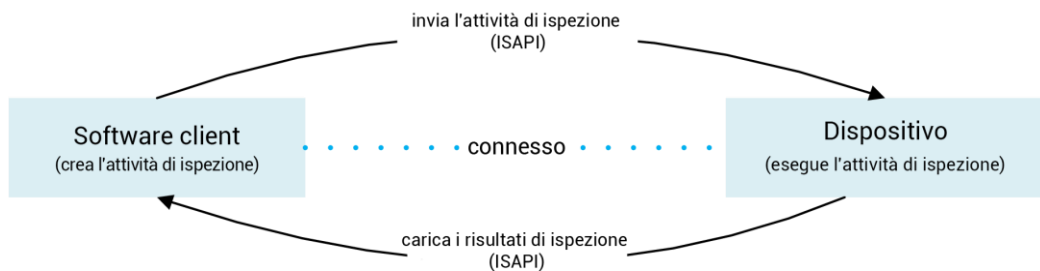 invia l'attività di ispezione
(ISAPI)
Software client
(crea l'attività di ispezione)
connesso
Dispositivo
(esegue l'attività di ispezione)
carica i risultati di ispezione
(ISAPI)